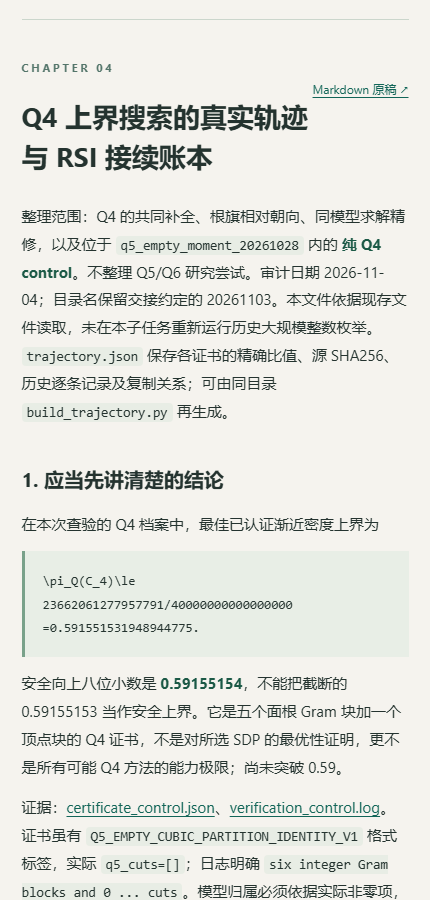 CHAPTER 04
Markdown 原稿 ↗
Q4 上界搜索的真实轨迹
与 RSI 接续账本
整理范围：Q4 的共同补全、根旗相对朝向、同模型求解精
修，以及位于 q5_empty_moment_20261028 内的 纯 Q4
control。不整理 Q5/Q6 研究尝试。审计日期 2026-11-
04；目录名保留交接约定的 20261103。本文件依据现存文
件读取，未在本子任务重新运行历史大规模整数枚举。
trajectory.json 保存各证书的精确比值、源 SHA256、
历史逐条记录及复制关系；可由同目录
build_trajectory.py 再生成。
1. 应当先讲清楚的结论
在本次查验的 Q4 档案中，最佳已认证渐近密度上界为
\pi_Q(C_4)\le
23662061277957791/40000000000000000
=0.591551531948944775.
安全向上八位小数是 0.59155154，不能把截断的
0.59155153 当作安全上界。它是五个面根 Gram 块加一个
顶点块的 Q4 证书，不是对所选 SDP 的最优性证明，更不
是所有可能 Q4 方法的能力极限；尚未突破 0.59。
证据：certificate_control.json、verification_control.log。
证书虽有 Q5_EMPTY_CUBIC_PARTITION_IDENTITY_V1 格式
标签，实际 q5_cuts=[]；日志明确 six integer Gram
blocks and 0 ... cuts。模型归属必须依据实际非零项，